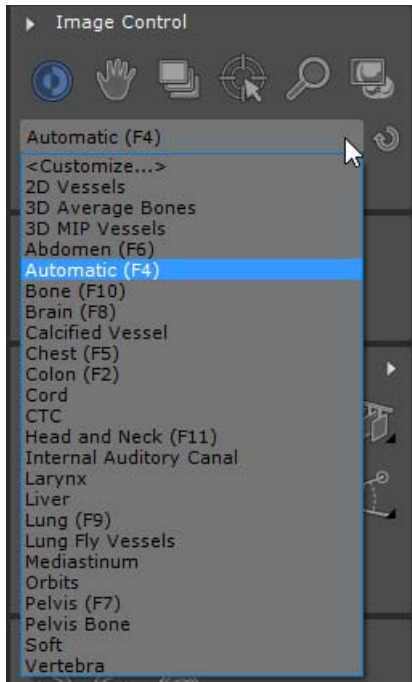 Image Control
Automatic (F4)
<Customize...>
2D Vessels
3D Average Bones
3D MIP Vessels
Abdomen (F6)
Automatic (F4)
Bone (F10)
Brain (F8)
Calcified Vessel
Chest (F5)
Colon (F2)
Cord
CTC
Head and Neck (F11)
Internal Auditory Canal
Larynx
Liver
Lung (F9)
Lung Fly Vessels
Mediastinum
Orbits
Pelvis (F7)
Pelvis Bone
Soft
Vertebra